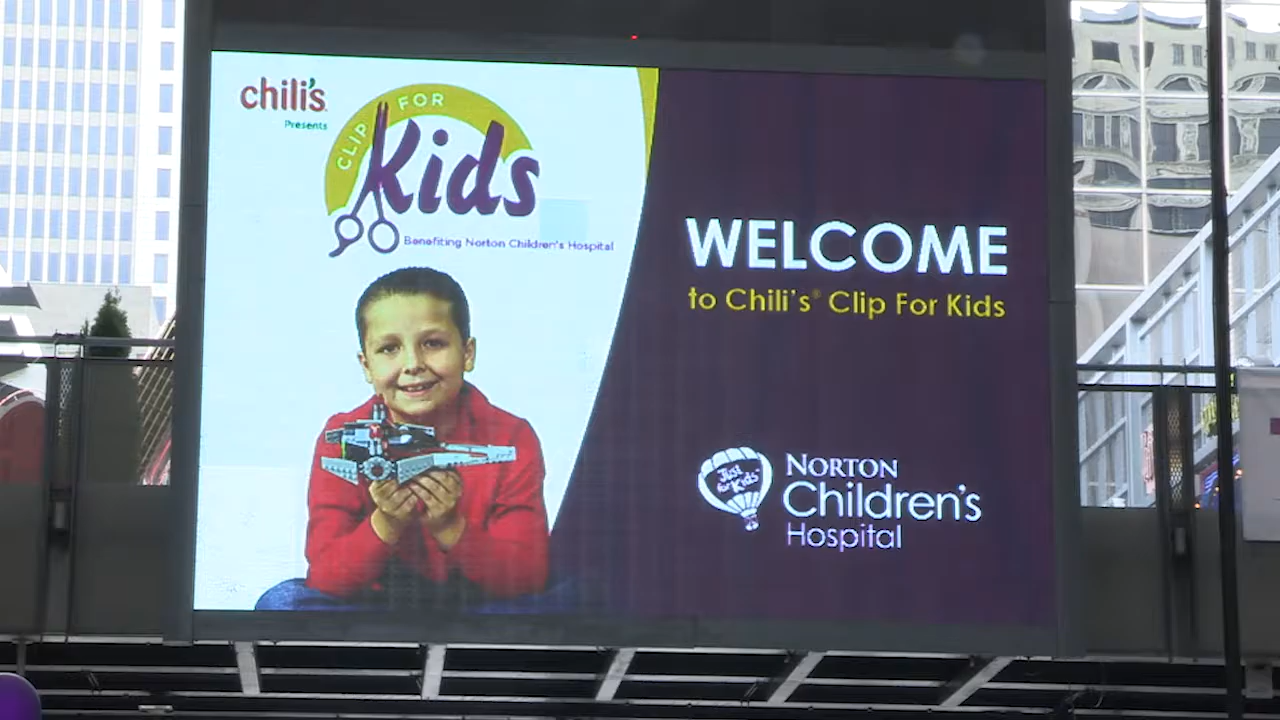 chili's
Presents
CLIP FOR
Kids
Benefiting Norton Children's Hospital
WELCOME
to Chili's® Clip For Kids
Just
for Kids™
NORTON
Children's
Hospital